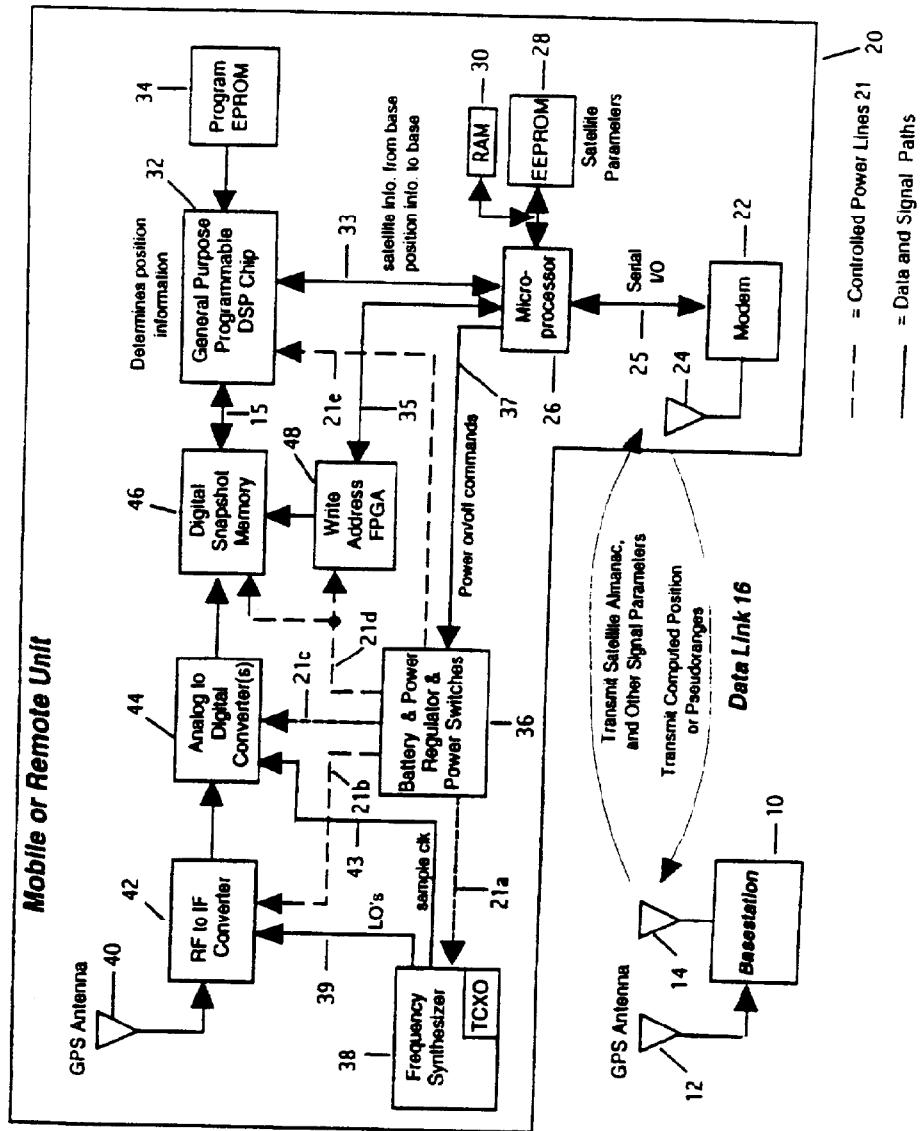 Mobile or Remote Unit
GPS Antenna
40
42
RF to IF
Converter
44
Analog to
Digital
Converter(s)
46
Digital
Snapshot
Memory
15
Determines position
information
32
General Purpose
Programmable
DSP Chip
34
Program
EPROM
39
LO's
43
sample clk
21b
21c
21d
48
Write
Address
FPGA
35
21e
33
satellite info. from base
position info. to base
38
Frequency
Synthesizer
TCXO
21a
Battery & Power
Regulator &
Power Switches
36
Power on/off commands
37
Micro-
processor
26
30
RAM
28
EEPROM
Satellite
Parameters
25
Serial
I/O
24
Modem
22
20
GPS Antenna
12
14
Basestation
10
Transmit Satellite Almanac,
and Other Signal Parameters
Transmit Computed Position
or Pseudoranges
Data Link 16
= Controlled Power Lines 21
= Data and Signal Paths